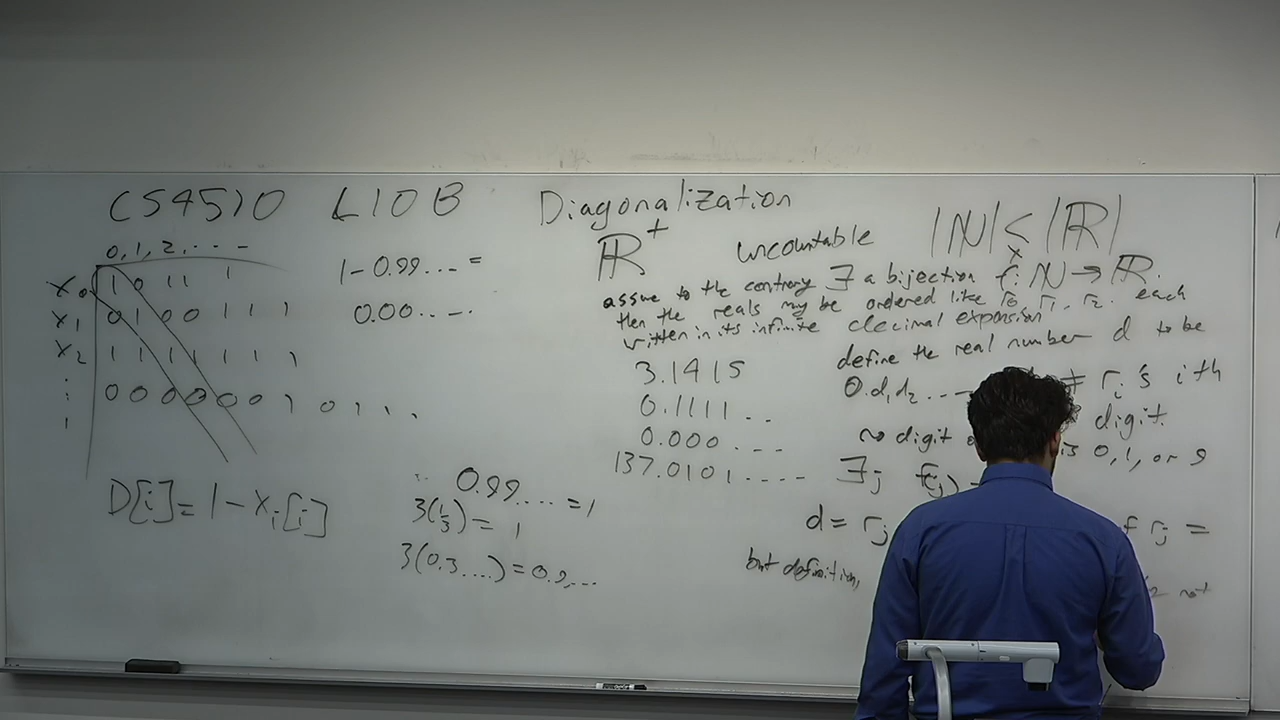 CS4510 L10B Diagonalization
0,1,2,...-
x0 1 0 1 1 1
x1 0 1 0 0 1 1 1
x2 1 1 1 1 1 1 1
⋮ 0 0 0 0 0 0 1 0 1 1 . .
D[i] = 1 - xi[i]
1-0.99... =
0.00....
0.99.... = 1
3(1/3) = 1
3(0.3....) = 0.9...
ℝ+ uncountable |ℕ| < |ℝ|
assume to the contrary ∃ a bijection f: ℕ → ℝ.
then the reals may be ordered like r0, r1, r2. each
written in its infinite decimal expansion
3.1415
0.1111 ..
0.000 ....
137.0101.....
define the real number d to be
0.d1d2.... ≠ ri's ith
digit.
no digit is 0,1, or 9
∃j f(j)
d = rj f rj =
but definition, not